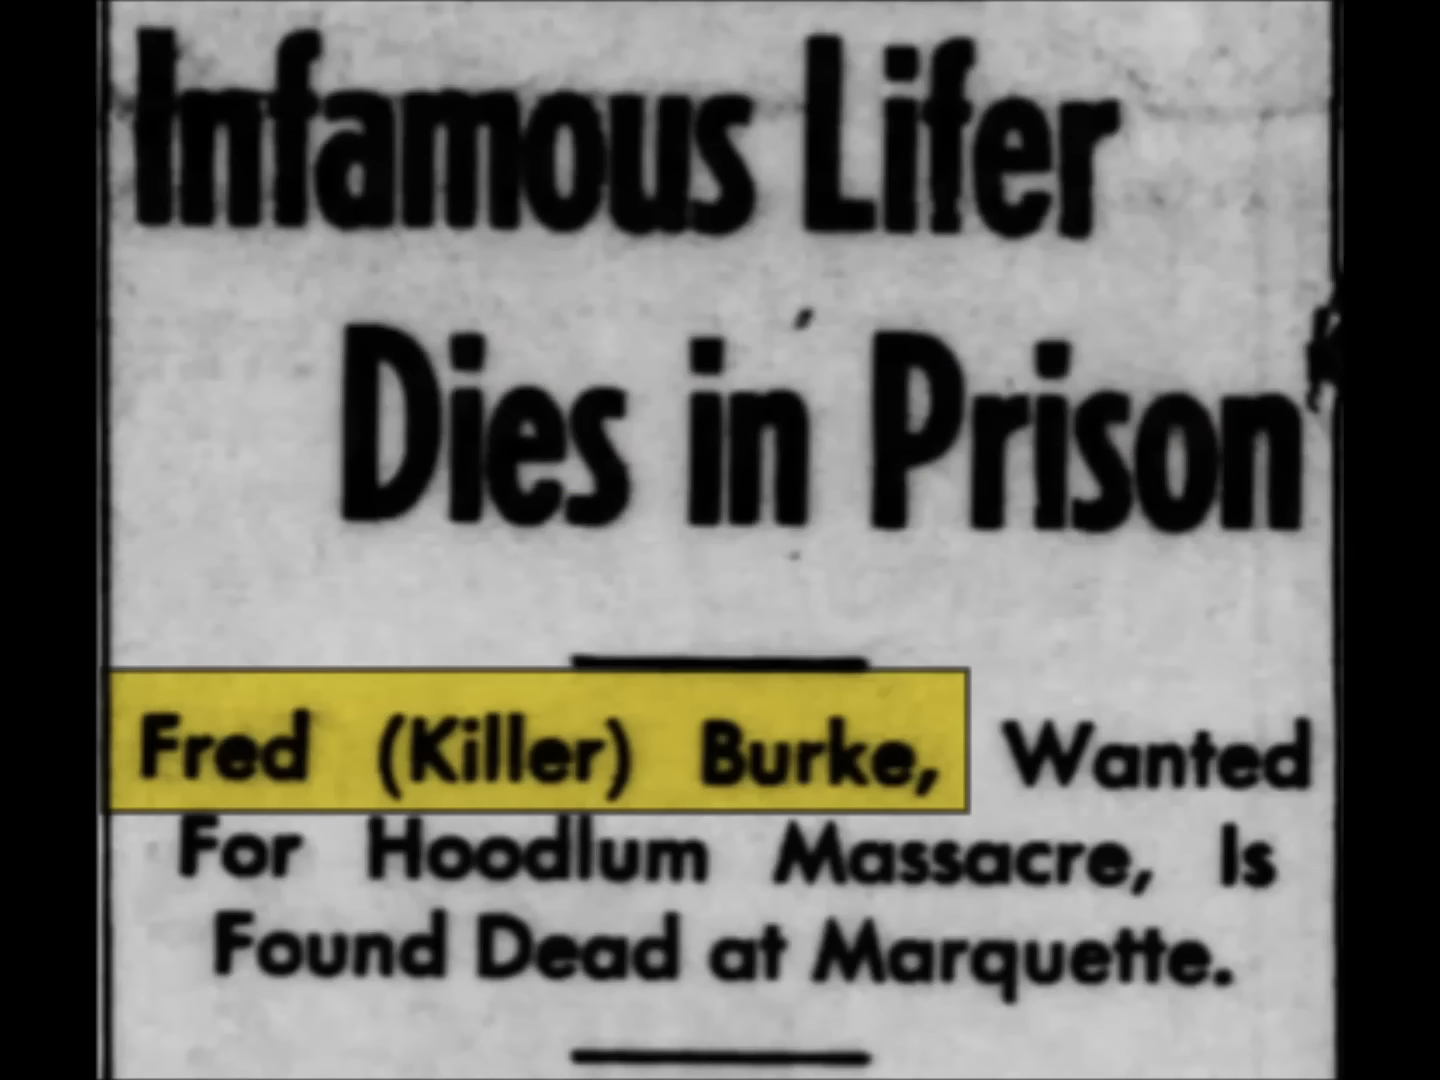 Infamous Lifer
Dies in Prison
Fred (Killer) Burke, Wanted
For Hoodlum Massacre, Is
Found Dead at Marquette.